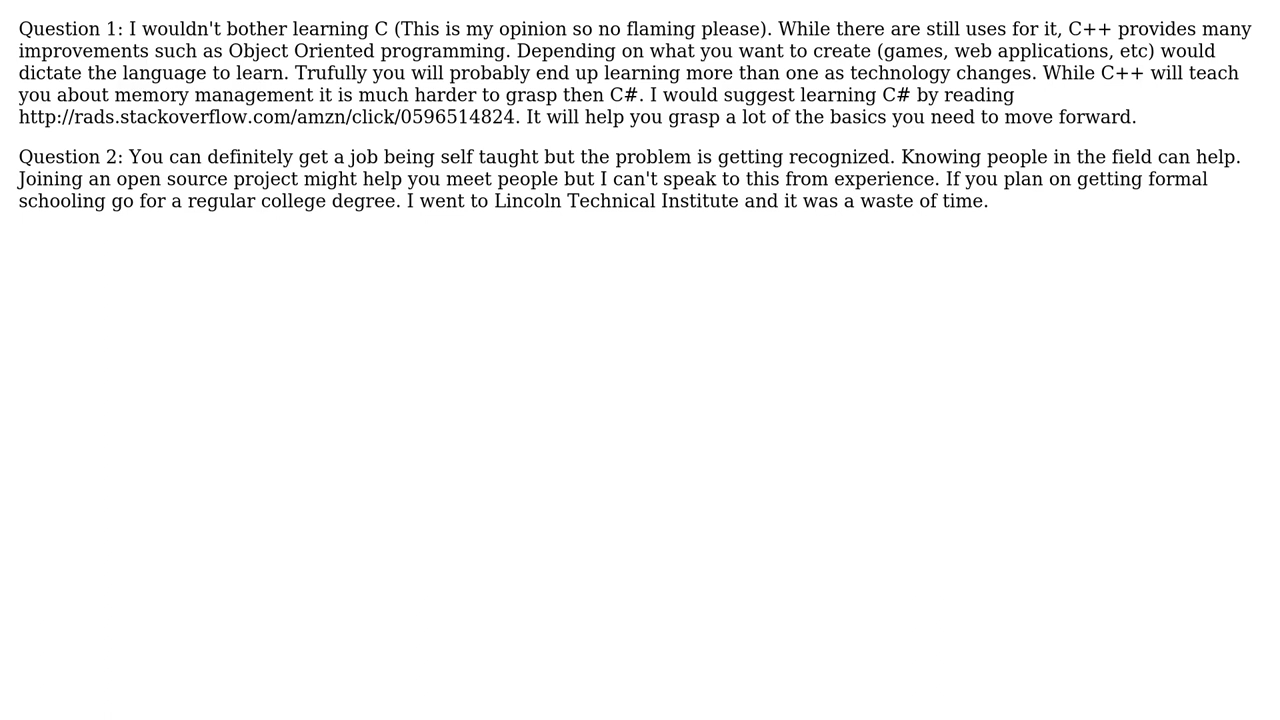 Question 1: I wouldn't bother learning C (This is my opinion so no flaming please). While there are still uses for it, C++ provides many
improvements such as Object Oriented programming. Depending on what you want to create (games, web applications, etc) would
dictate the language to learn. Trufully you will probably end up learning more than one as technology changes. While C++ will teach
you about memory management it is much harder to grasp then C#. I would suggest learning C# by reading
http://rads.stackoverflow.com/amzn/click/0596514824. It will help you grasp a lot of the basics you need to move forward.
Question 2: You can definitely get a job being self taught but the problem is getting recognized. Knowing people in the field can help.
Joining an open source project might help you meet people but I can't speak to this from experience. If you plan on getting formal
schooling go for a regular college degree. I went to Lincoln Technical Institute and it was a waste of time.